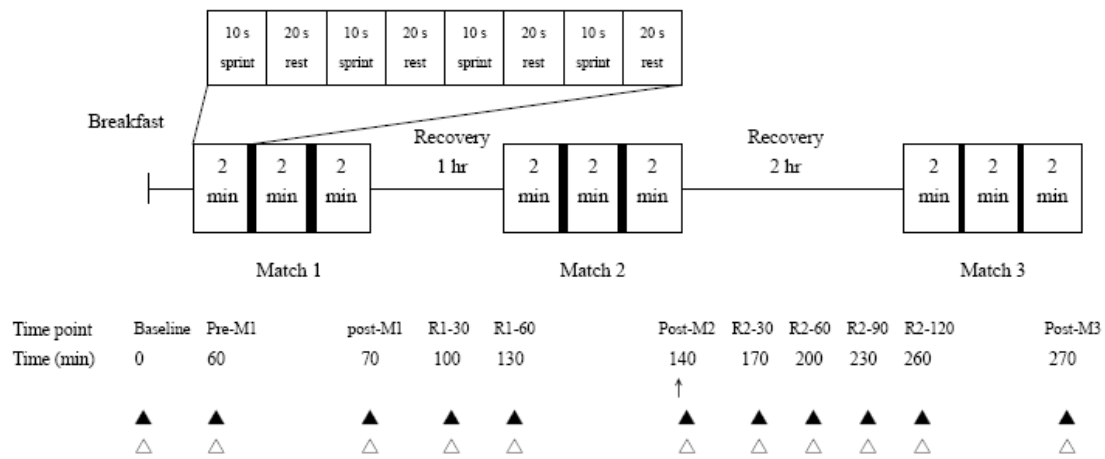 10 s 20 s 10 s 20 s 10 s 20 s 10 s 20 s
sprint rest sprint rest sprint rest sprint rest
Breakfast
Recovery Recovery
2 2 2 1 hr 2 2 2 2 hr 2 2 2
min min min min min min min min min
Match 1 Match 2 Match 3
Time point Baseline Pre-M1 post-M1 R1-30 R1-60 Post-M2 R2-30 R2-60 R2-90 R2-120 Post-M3
Time (min) 0 60 70 100 130 140 170 200 230 260 270